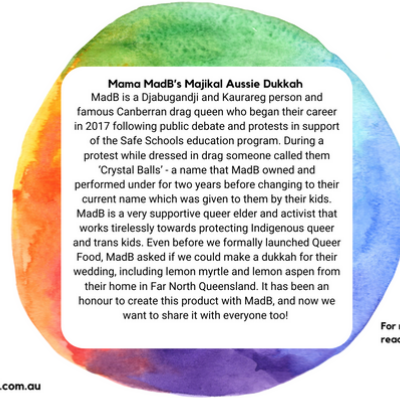 Mama MadB's Majikal Aussie Dukkah
MadB is a Djabugandji and Kaurareg person and
famous Canberran drag queen who began their career
in 2017 following public debate and protests in support
of the Safe Schools education program. During a
protest while dressed in drag someone called them
'Crystal Balls' - a name that MadB owned and
performed under for two years before changing to their
current name which was given to them by their kids.
MadB is a very supportive queer elder and activist that
works tirelessly towards protecting Indigenous queer
and trans kids. Even before we formally launched Queer
Food, MadB asked if we could make a dukkah for their
wedding, including lemon myrtle and lemon aspen from
their home in Far North Queensland. It has been an
honour to create this product with MadB, and now we
want to share it with everyone too!
For
.com.au